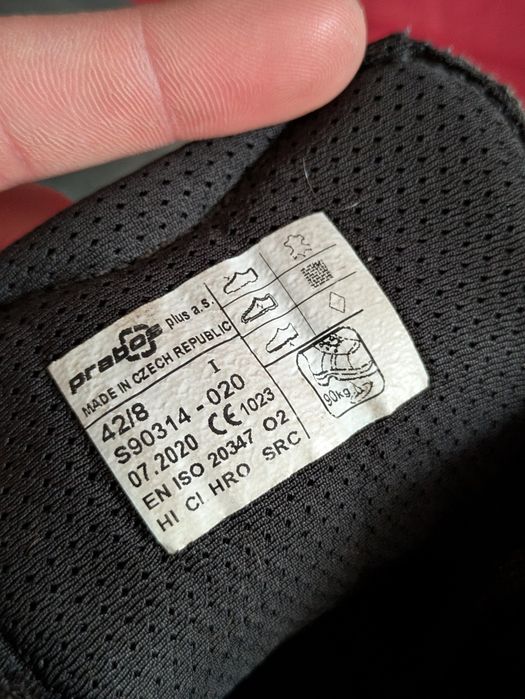 prabos plus a.s.
MADE IN CZECH REPUBLIC
42/8 I
S90314-020
07.2020 CE 1023
EN ISO 20347 O2
HI CI HRO SRC
90kg